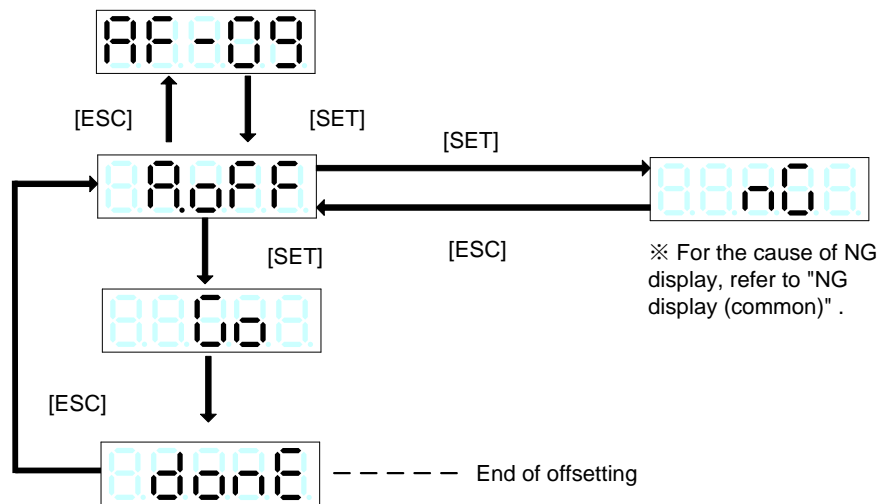 AF-09
[ESC]
[SET]
[SET]
A.oFF
nG
[SET]
[ESC]
※ For the cause of NG
display, refer to "NG
display (common)" .
Go
[ESC]
donE
End of offsetting